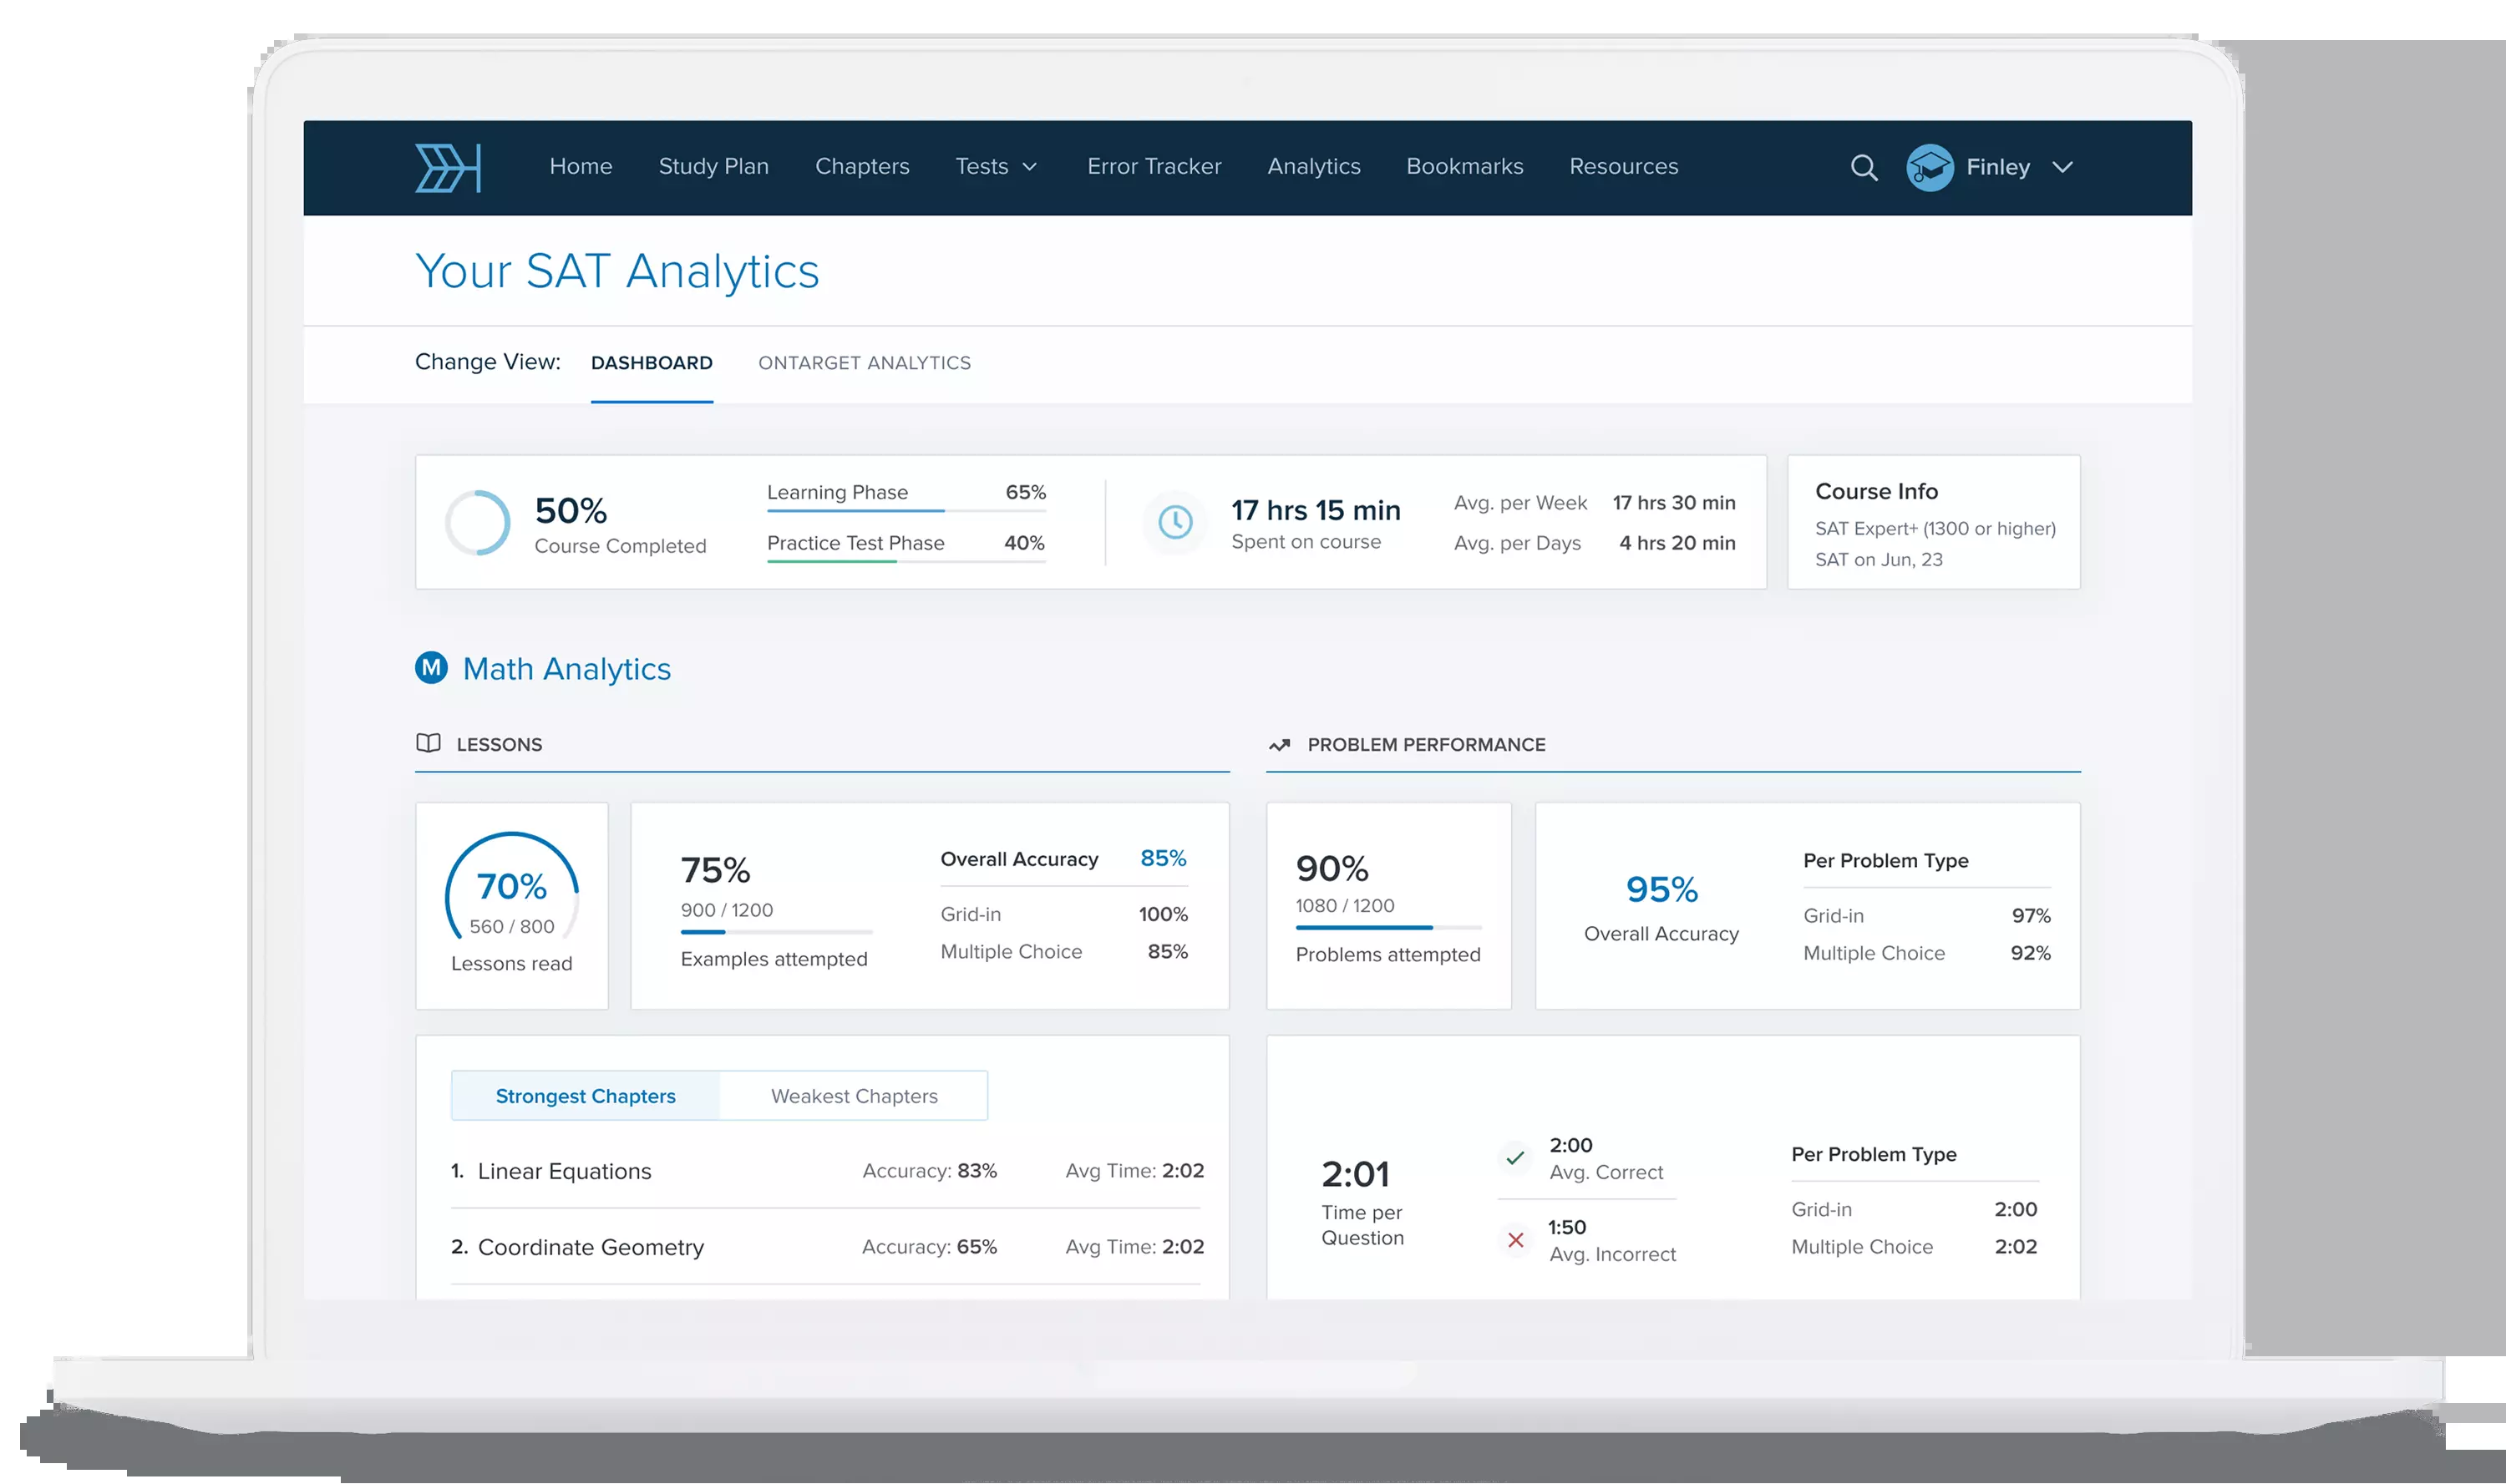 Home Study Plan Chapters Tests Error Tracker Analytics Bookmarks Resources Finley
Your SAT Analytics
Change View: DASHBOARD ONTARGET ANALYTICS
50%
Course Completed
Learning Phase 65%
Practice Test Phase 40%
17 hrs 15 min
Spent on course
Avg. per Week 17 hrs 30 min
Avg. per Days 4 hrs 20 min
Course Info
SAT Expert+ (1300 or higher)
SAT on Jun, 23
M Math Analytics
LESSONS
70%
560 / 800
Lessons read
75%
900 / 1200
Examples attempted
Overall Accuracy 85%
Grid-in 100%
Multiple Choice 85%
Strongest Chapters Weakest Chapters
1. Linear Equations Accuracy: 83% Avg Time: 2:02
2. Coordinate Geometry Accuracy: 65% Avg Time: 2:02
PROBLEM PERFORMANCE
90%
1080 / 1200
Problems attempted
95%
Overall Accuracy
Per Problem Type
Grid-in 97%
Multiple Choice 92%
2:01
Time per
Question
2:00
Avg. Correct
1:50
Avg. Incorrect
Per Problem Type
Grid-in 2:00
Multiple Choice 2:02